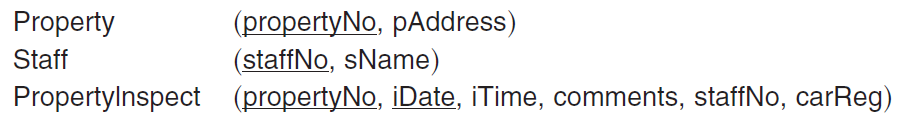 Property (propertyNo, pAddress)
Staff (staffNo, sName)
PropertyInspect (propertyNo, iDate, iTime, comments, staffNo, carReg)